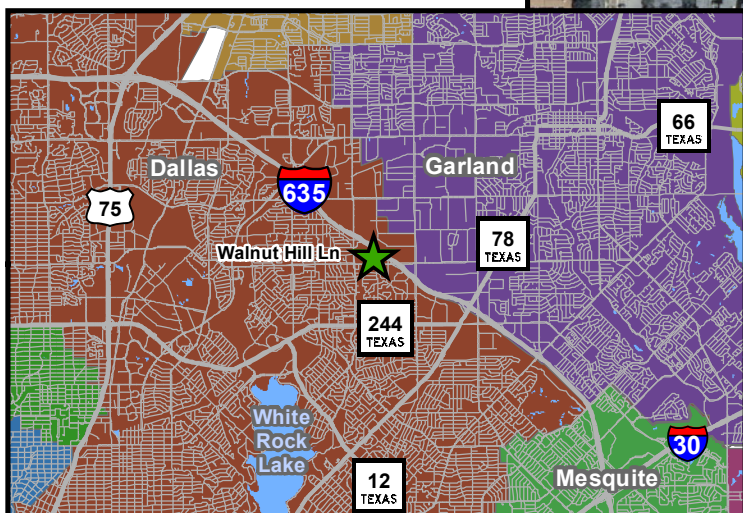 66
TEXAS
Dallas
Garland
635
75
78
TEXAS
Walnut Hill Ln
244
TEXAS
White
Rock
Lake
30
12
TEXAS
Mesquite